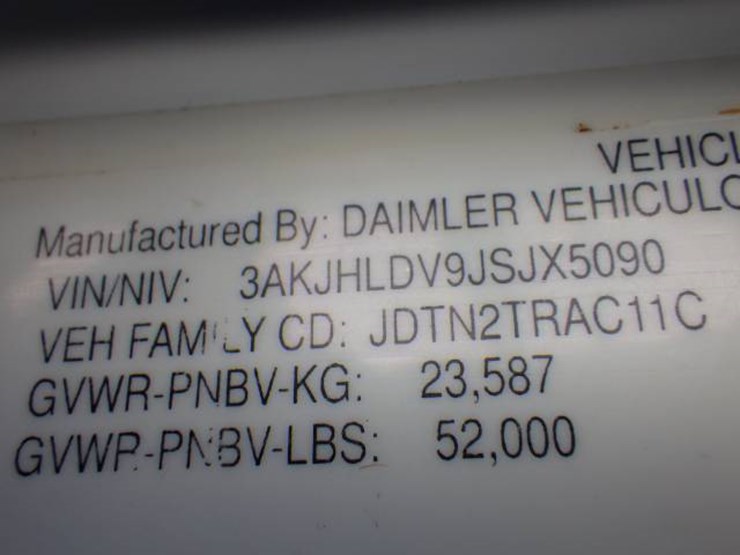 VEHICL
Manufactured By: DAIMLER VEHICULO
VIN/NIV: 3AKJHLDV9JSJX5090
VEH FAMILY CD: JDTN2TRAC11C
GVWR-PNBV-KG: 23,587
GVWR-PNBV-LBS: 52,000